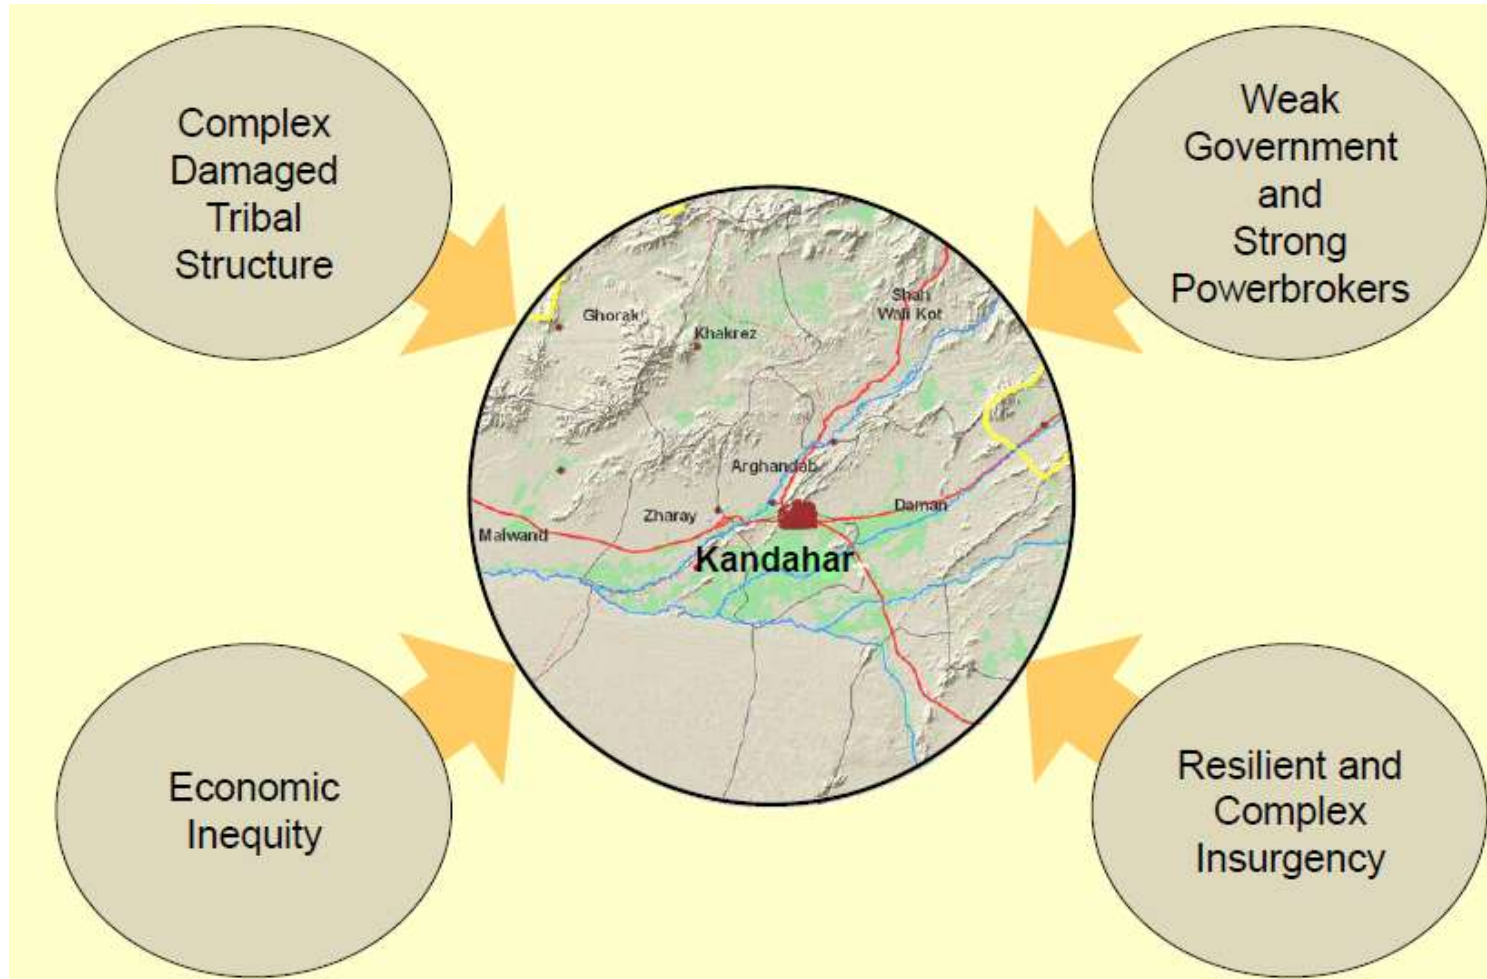 Complex
Damaged
Tribal
Structure
Weak
Government
and
Strong
Powerbrokers
Shah
Wali Kot
Ghorak
Khakrez
Arghandab
Zharay
Daman
Maiwand
Kandahar
Economic
Inequity
Resilient and
Complex
Insurgency